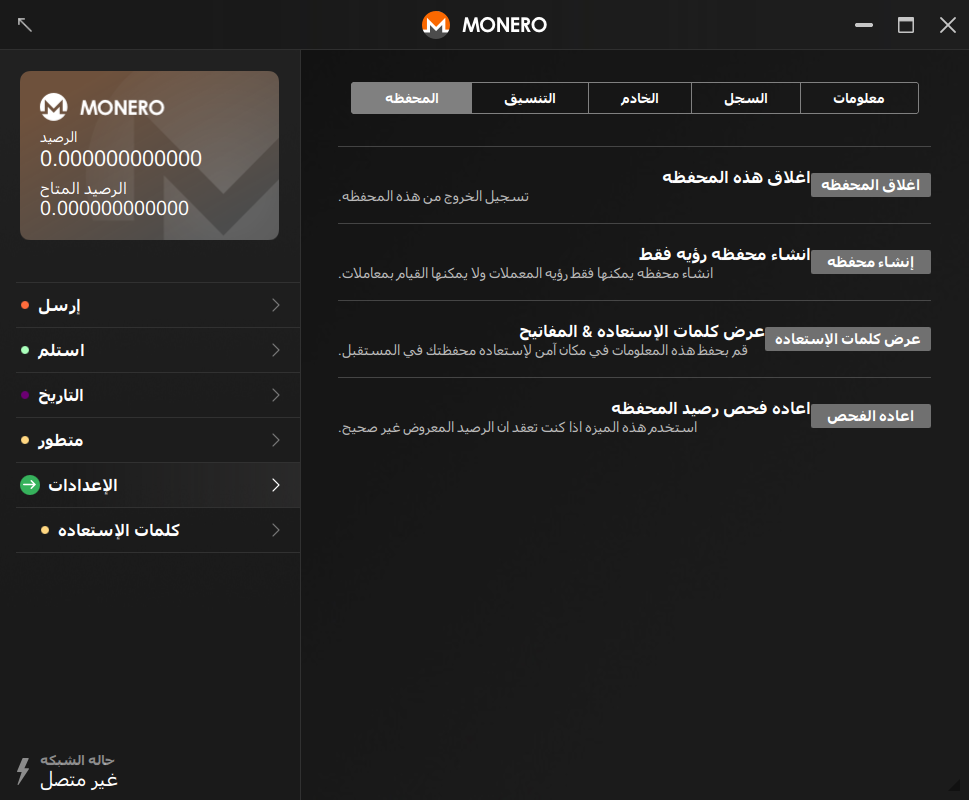 MONERO
MONERO
الرصيد
0.000000000000
الرصيد المتاح
0.000000000000
إرسل
استلم
التاريخ
متطور
الإعدادات
كلمات الإستعاده
حاله الشبكه
غير متصل
المحفظه
التنسيق
الخادم
السجل
معلومات
اغلاق هذه المحفظه
تسجيل الخروج من هذه المحفظه.
اغلاق المحفظه
انشاء محفظه رؤيه فقط
انشاء محفظه يمكنها فقط رؤيه المعملات ولا يمكنها القيام بمعاملات.
إنشاء محفظه
عرض كلمات الإستعاده & المفاتيح
قم بحفظ هذه المعلومات في مكان آمن لإستعاده محفظتك في المستقبل.
عرض كلمات الإستعاده
اعاده فحص رصيد المحفظه
استخدم هذه الميزه اذا كنت تعقد ان الرصيد المعروض غير صحيح.
اعاده الفحص